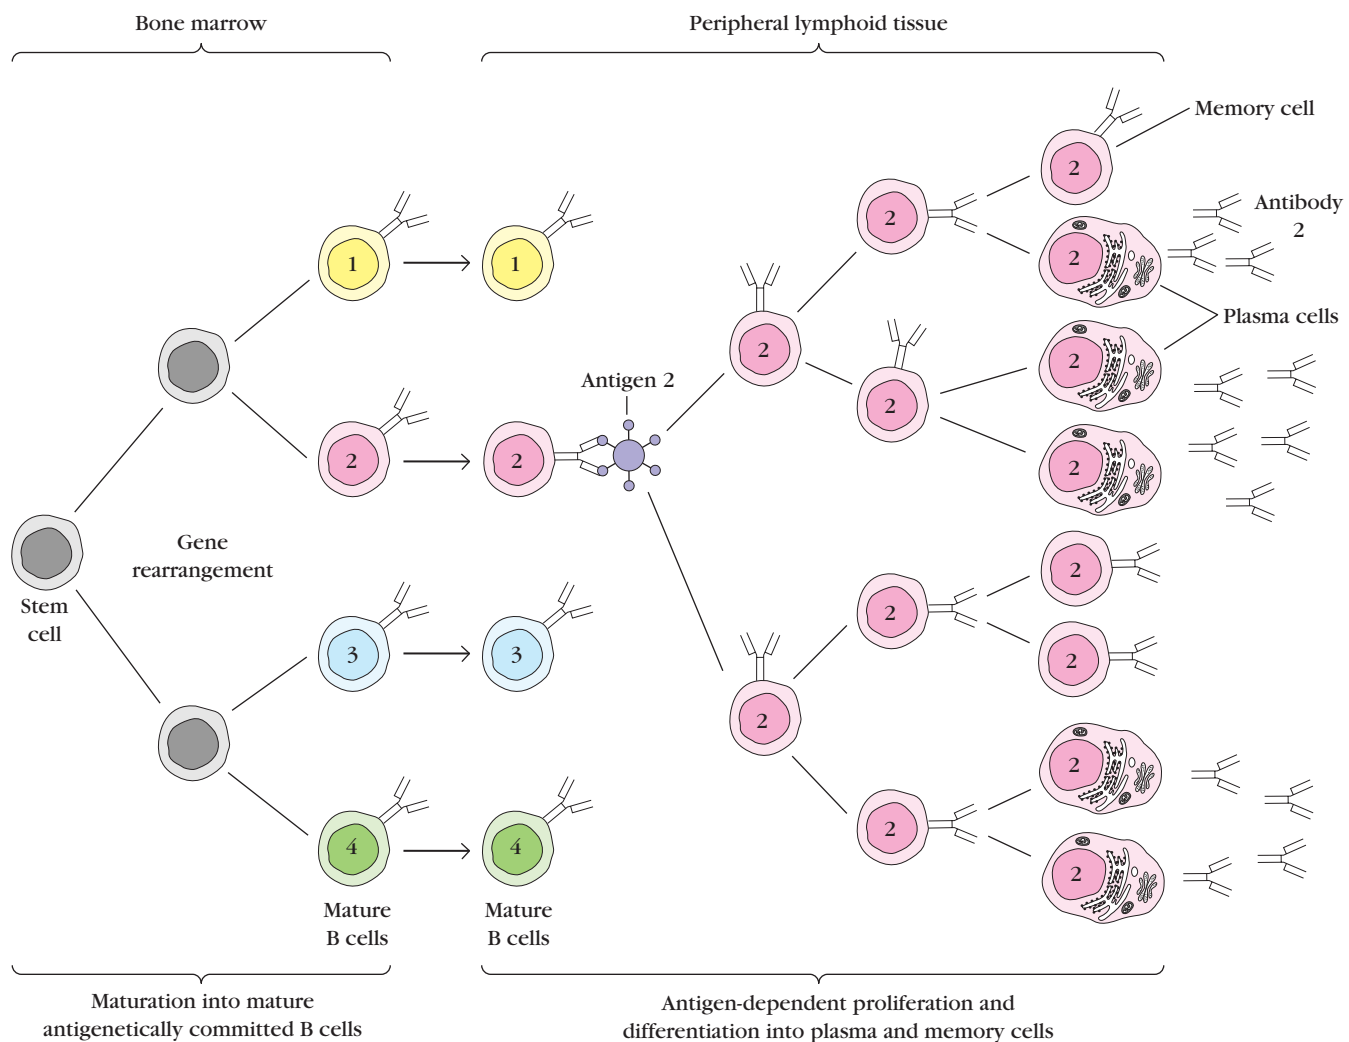 Bone marrow
Peripheral lymphoid tissue
Memory cell
2
2
Antibody
2
1
1
2
2
Plasma cells
2
2
Antigen 2
2
2
2
2
Gene
rearrangement
2
Stem
cell
2
3
3
2
2
2
2
4
4
2
Mature
B cells
Mature
B cells
Maturation into mature
antigenetically committed B cells
Antigen-dependent proliferation and
differentiation into plasma and memory cells